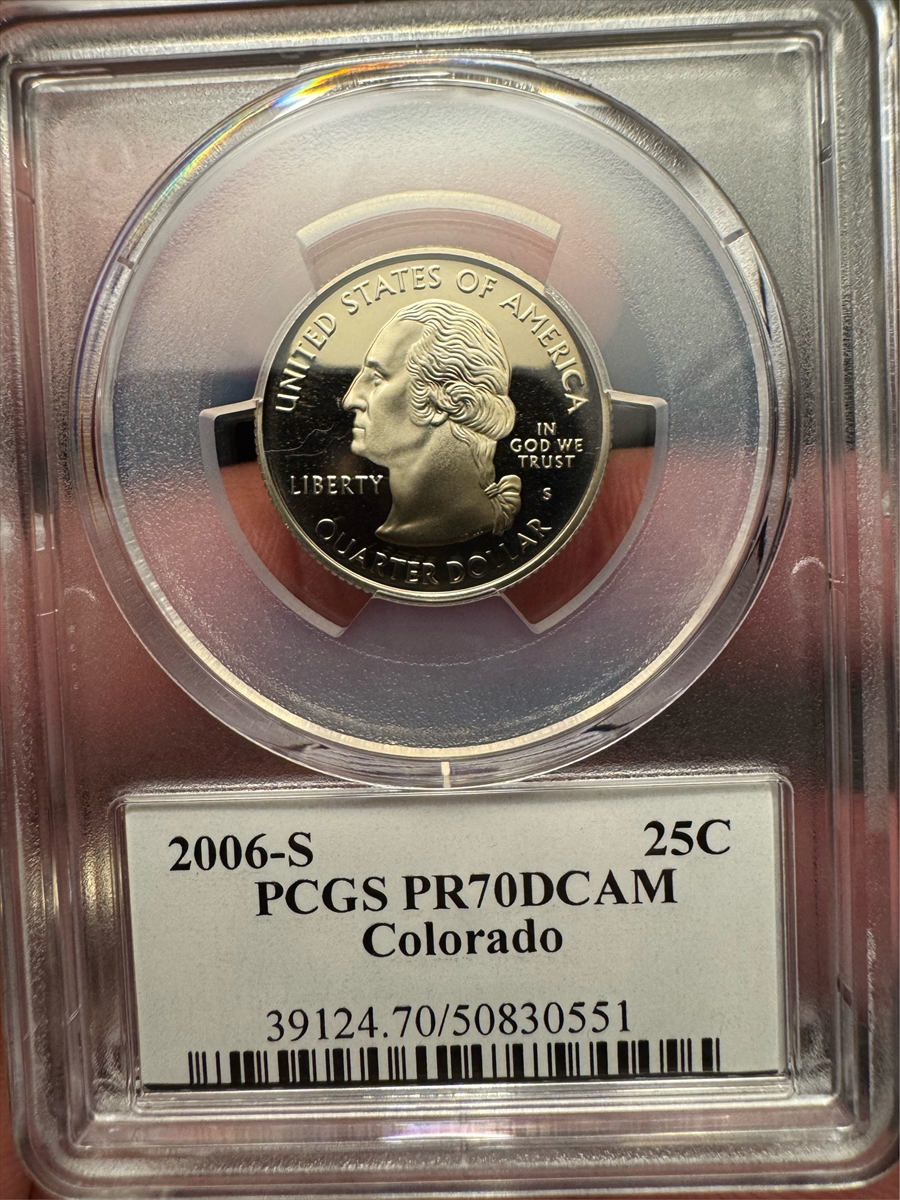 UNITED STATES OF AMERICA
IN
GOD WE
TRUST
LIBERTY
S
QUARTER DOLLAR
2006-S 25C
PCGS PR70DCAM
Colorado
39124.70/50830551